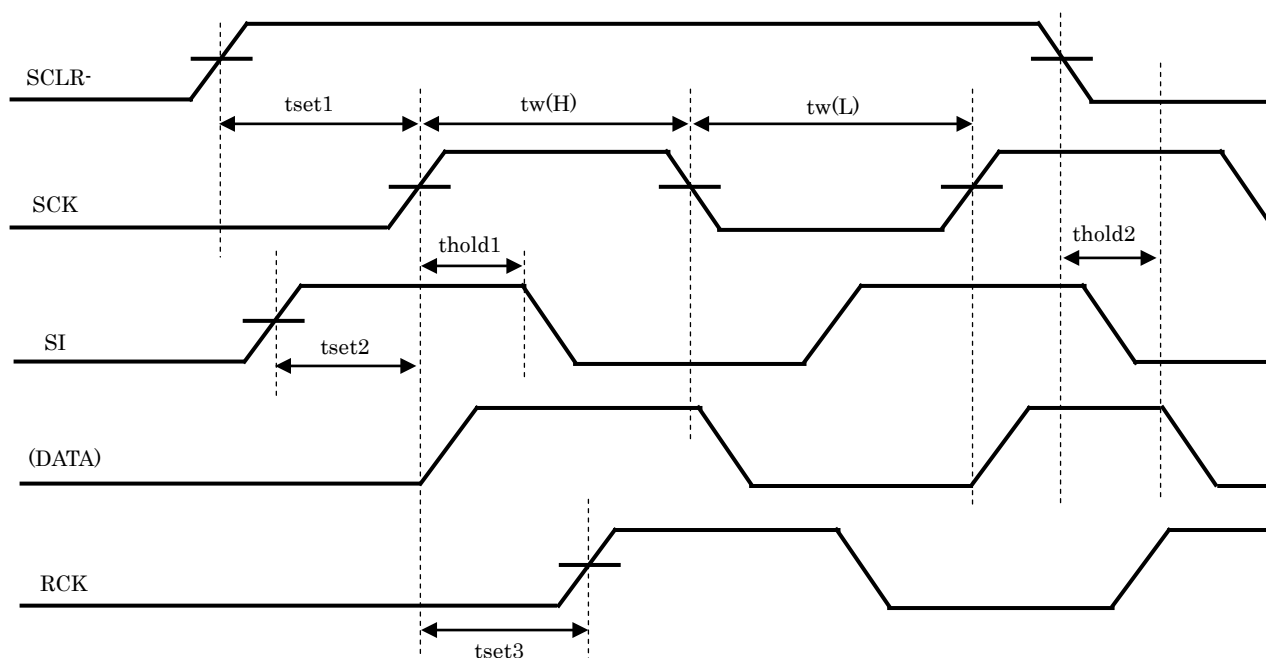 SCLR-
tset1
tw(H)
tw(L)
SCK
thold1
thold2
SI
tset2
(DATA)
RCK
tset3